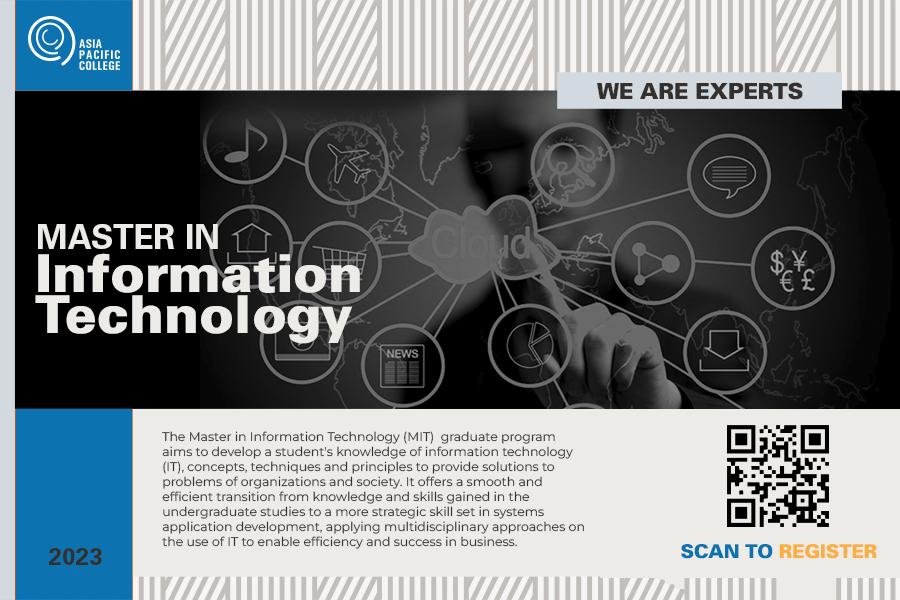 ASIA
PACIFIC
COLLEGE
WE ARE EXPERTS
MASTER IN
Information
Technology
Cloud
NEWS
$ ¥
€ £
The Master in Information Technology (MIT)  graduate program
aims to develop a student's knowledge of information technology
(IT), concepts, techniques and principles to provide solutions to
problems of organizations and society. It offers a smooth and
efficient transition from knowledge and skills gained in the
undergraduate studies to a more strategic skill set in systems
application development, applying multidisciplinary approaches on
the use of IT to enable efficiency and success in business.
2023
SCAN TO REGISTER